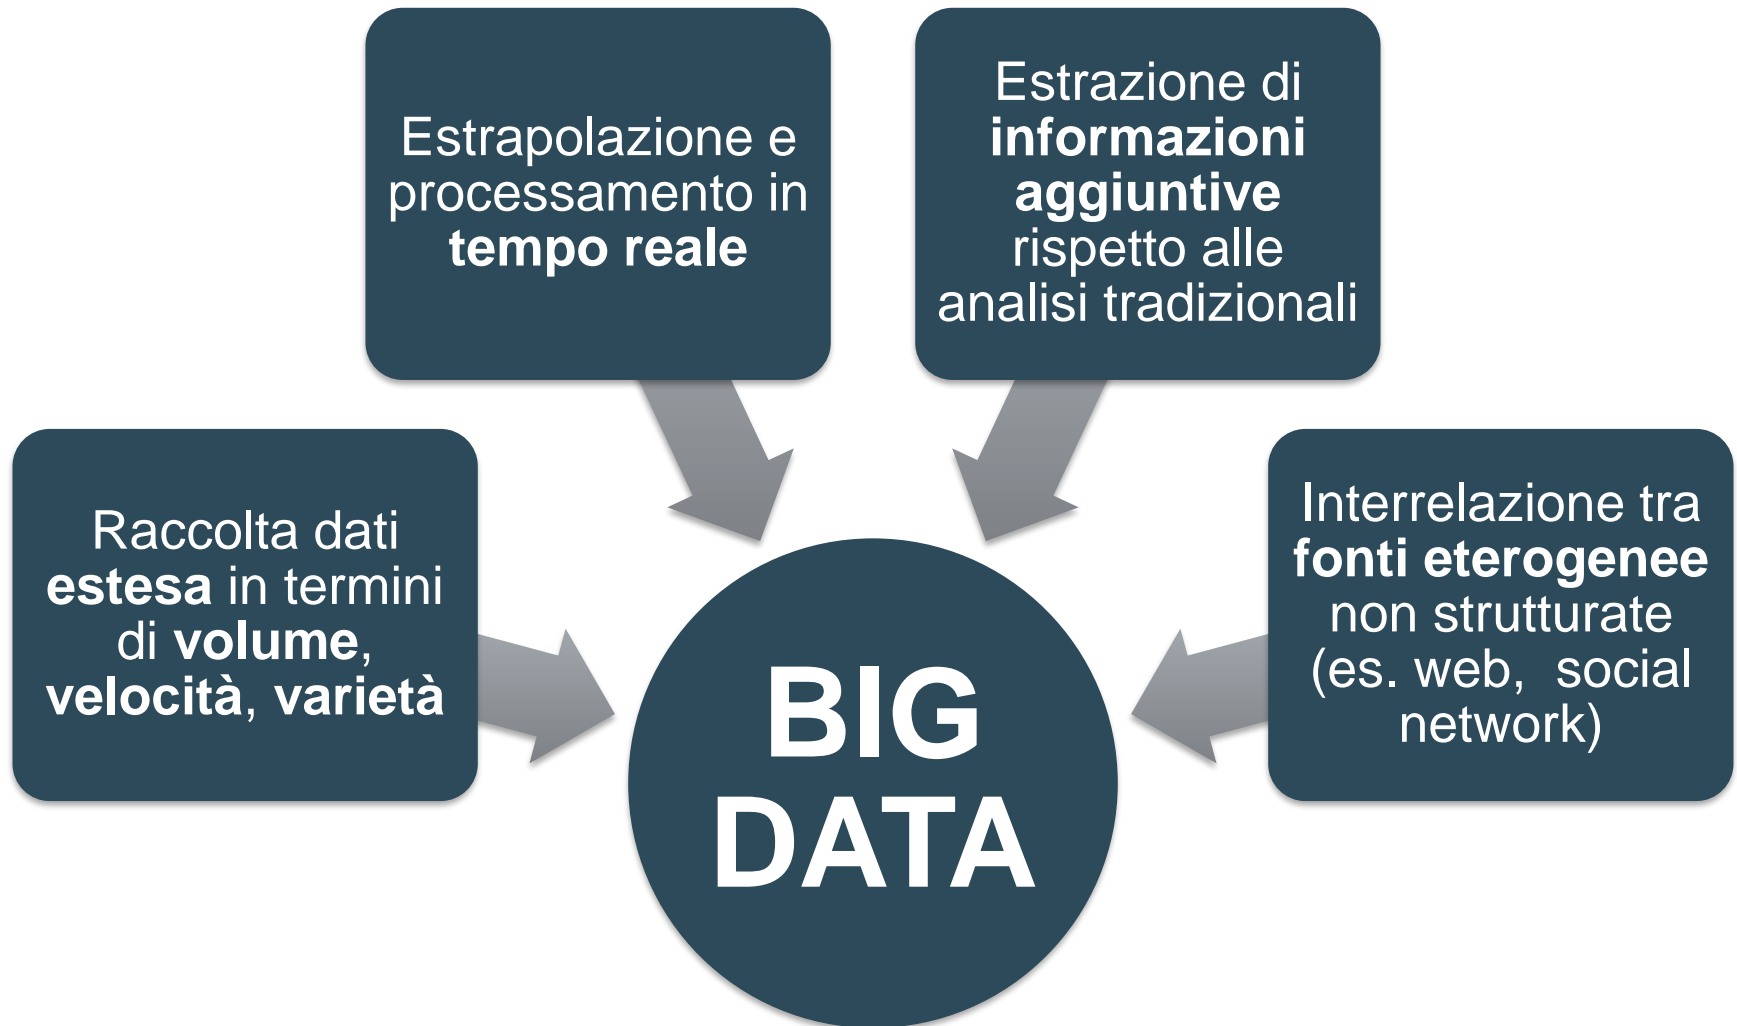 Estrapolazione e
processamento in
tempo reale
Estrazione di
informazioni
aggiuntive
rispetto alle
analisi tradizionali
Raccolta dati
estesa in termini
di volume,
velocità, varietà
Interrelazione tra
fonti eterogenee
non strutturate
(es. web,  social
network)
BIG
DATA